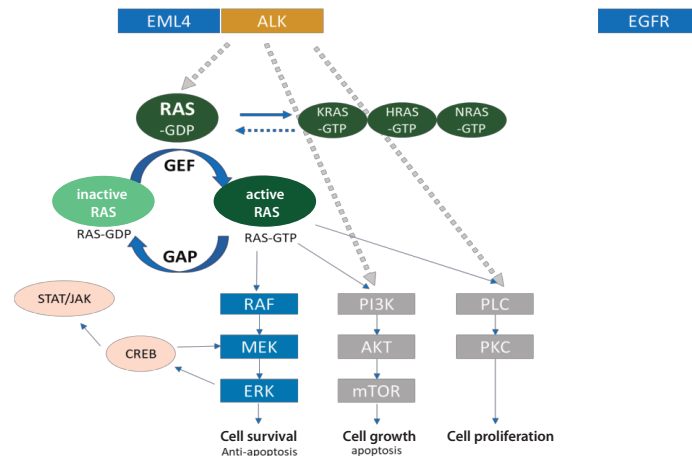 EML4 ALK EGFR
RAS
-GDP
KRAS
-GTP
HRAS
-GTP
NRAS
-GTP
GEF
inactive
RAS
active
RAS
RAS-GDP
RAS-GTP
GAP
STAT/JAK
RAF PI3K PLC
CREB
MEK AKT PKC
ERK mTOR
Cell survival Cell growth Cell proliferation
Anti-apoptosis apoptosis